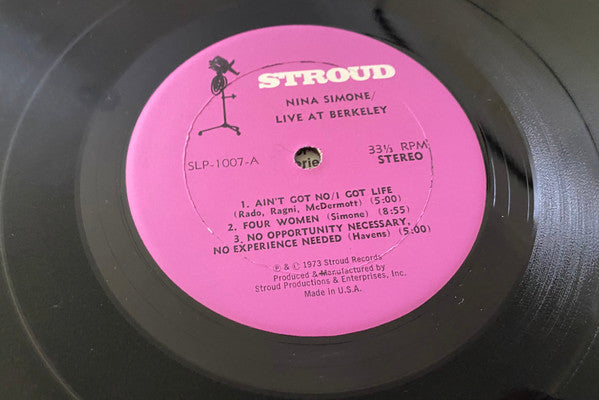 STROUD
NINA SIMONE/
LIVE AT BERKELEY
SLP-1007-A
33⅓ RPM
STEREO
1. AIN'T GOT NO/I GOT LIFE
(Rado, Ragni, McDermott) (5:00)
2. FOUR WOMEN (Simone) (8:55)
3. NO OPPORTUNITY NECESSARY,
NO EXPERIENCE NEEDED (Havens) (5:00)
℗ & © 1973 Stroud Records
Produced & Manufactured by
Stroud Productions & Enterprises, Inc.
Made in U.S.A.